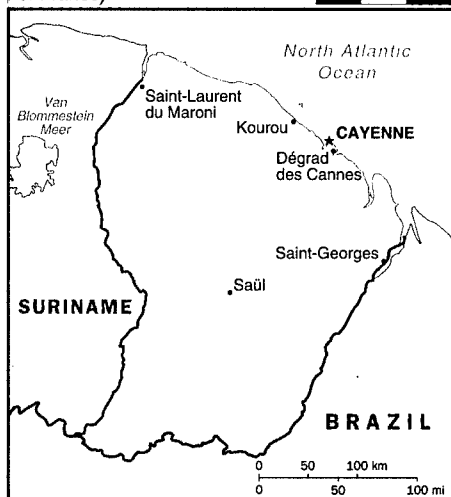 North Atlantic
Ocean
Van
Blommestein
Meer
Saint-Laurent
du Maroni
Kourou
CAYENNE
Dégrad
des Cannes
Saint-Georges
Saül
SURINAME
BRAZIL
0 50 100 km
0 50 100 mi